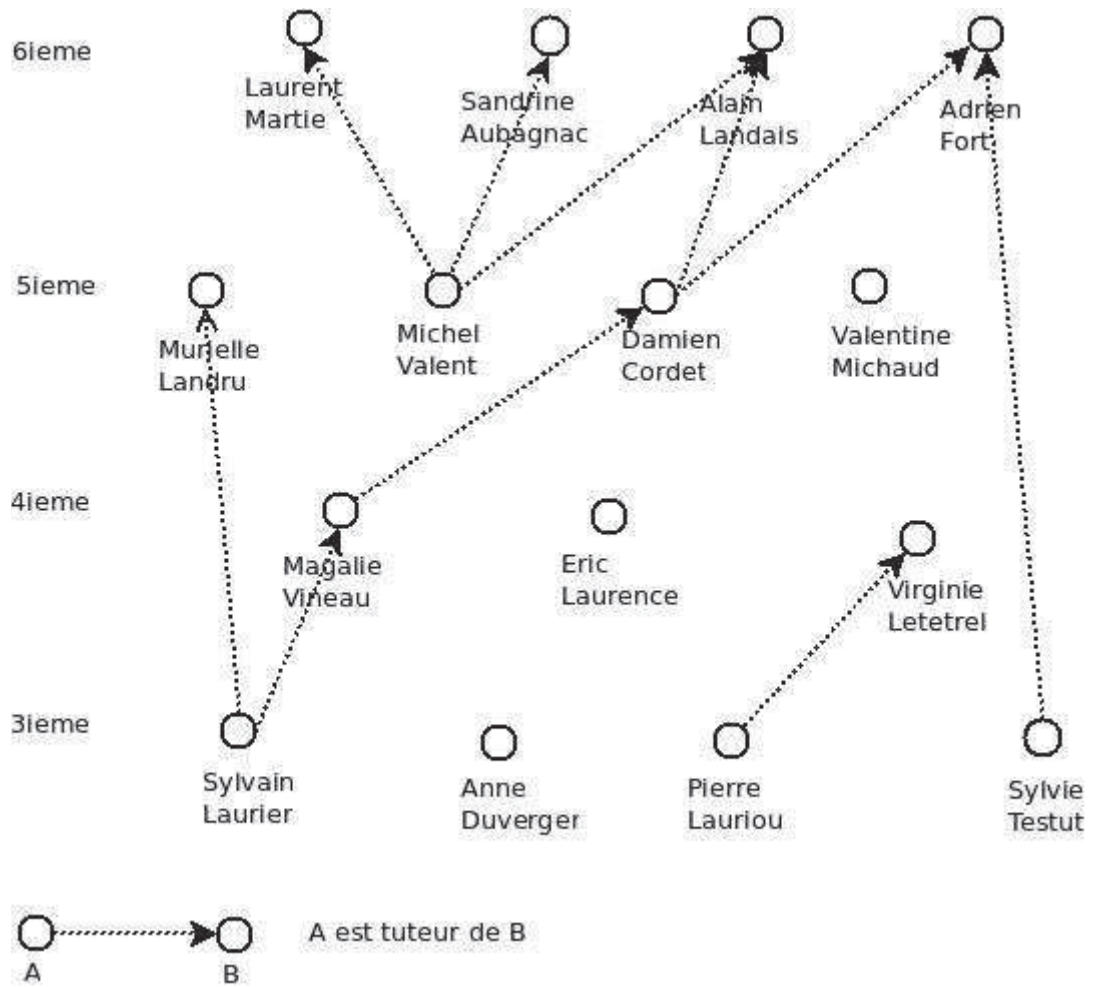 6ieme
Laurent
Martie
Sandrine
Aubagnac
Alain
Landais
Adrien
Fort
5ieme
Murielle
Landru
Michel
Valent
Damien
Cordet
Valentine
Michaud
4ieme
Magalie
Vineau
Eric
Laurence
Virginie
Letetrel
3ieme
Sylvain
Laurier
Anne
Duverger
Pierre
Lauriou
Sylvie
Testut
A est tuteur de B
A
B